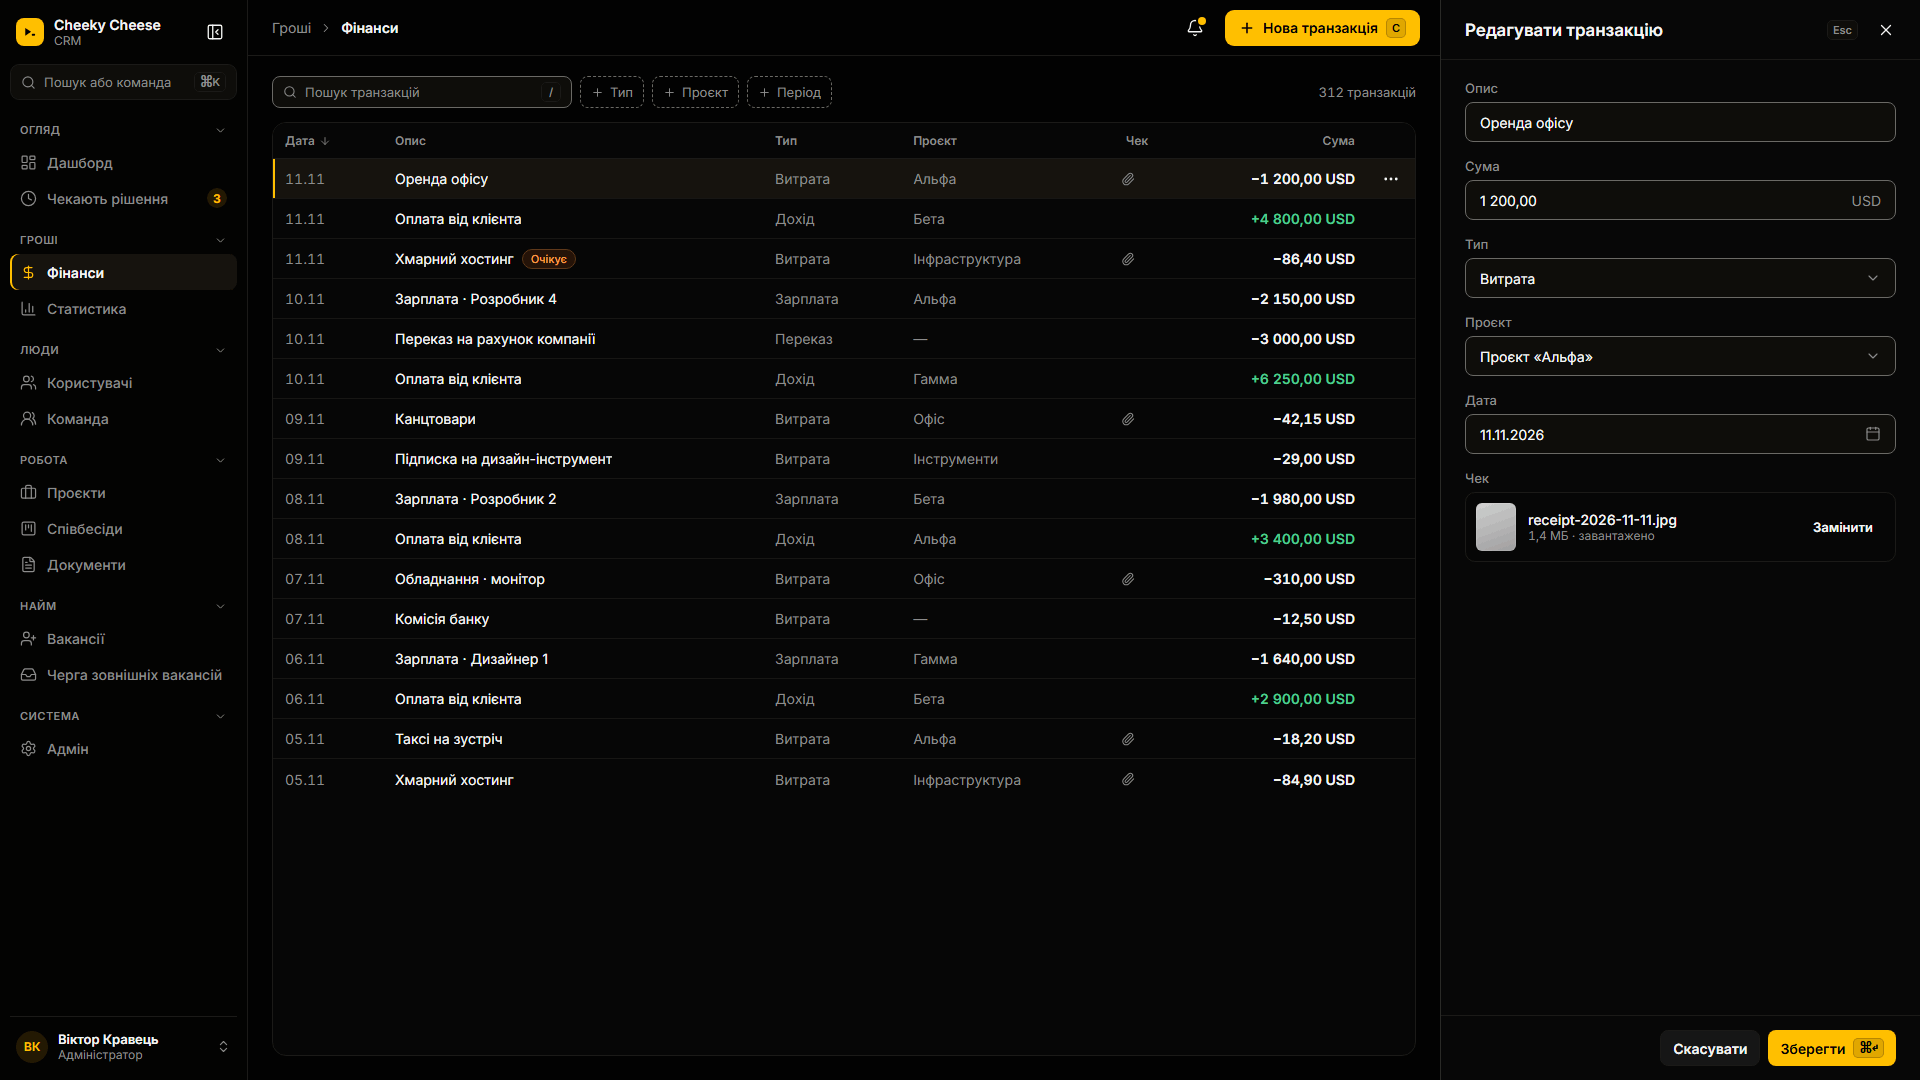 Cheeky Cheese
CRM
Пошук або команда ⌘K
ОГЛЯД
Дашборд
Чекають рішення 3
ГРОШІ
Фінанси
Статистика
ЛЮДИ
Користувачі
Команда
РОБОТА
Проєкти
Співбесіди
Документи
НАЙМ
Вакансії
Черга зовнішніх вакансій
СИСТЕМА
Адмін
ВК
Віктор Кравець
Адміністратор
Гроші > Фінанси
+ Нова транзакція C
Пошук транзакцій /
+ Тип
+ Проєкт
+ Період
312 транзакцій
Дата ↓ Опис Тип Проєкт Чек Сума
11.11 Оренда офісу Витрата Альфа −1 200,00 USD ···
11.11 Оплата від клієнта Дохід Бета +4 800,00 USD
11.11 Хмарний хостинг Очікує Витрата Інфраструктура −86,40 USD
10.11 Зарплата · Розробник 4 Зарплата Альфа −2 150,00 USD
10.11 Переказ на рахунок компанії Переказ — −3 000,00 USD
10.11 Оплата від клієнта Дохід Гамма +6 250,00 USD
09.11 Канцтовари Витрата Офіс −42,15 USD
09.11 Підписка на дизайн-інструмент Витрата Інструменти −29,00 USD
08.11 Зарплата · Розробник 2 Зарплата Бета −1 980,00 USD
08.11 Оплата від клієнта Дохід Альфа +3 400,00 USD
07.11 Обладнання · монітор Витрата Офіс −310,00 USD
07.11 Комісія банку Витрата — −12,50 USD
06.11 Зарплата · Дизайнер 1 Зарплата Гамма −1 640,00 USD
06.11 Оплата від клієнта Дохід Бета +2 900,00 USD
05.11 Таксі на зустріч Витрата Альфа −18,20 USD
05.11 Хмарний хостинг Витрата Інфраструктура −84,90 USD
Редагувати транзакцію Esc
Опис
Оренда офісу
Сума
1 200,00 USD
Тип
Витрата
Проєкт
Проєкт «Альфа»
Дата
11.11.2026
Чек
receipt-2026-11-11.jpg
1,4 МБ · завантажено
Замінити
Скасувати
Зберегти ⌘↵